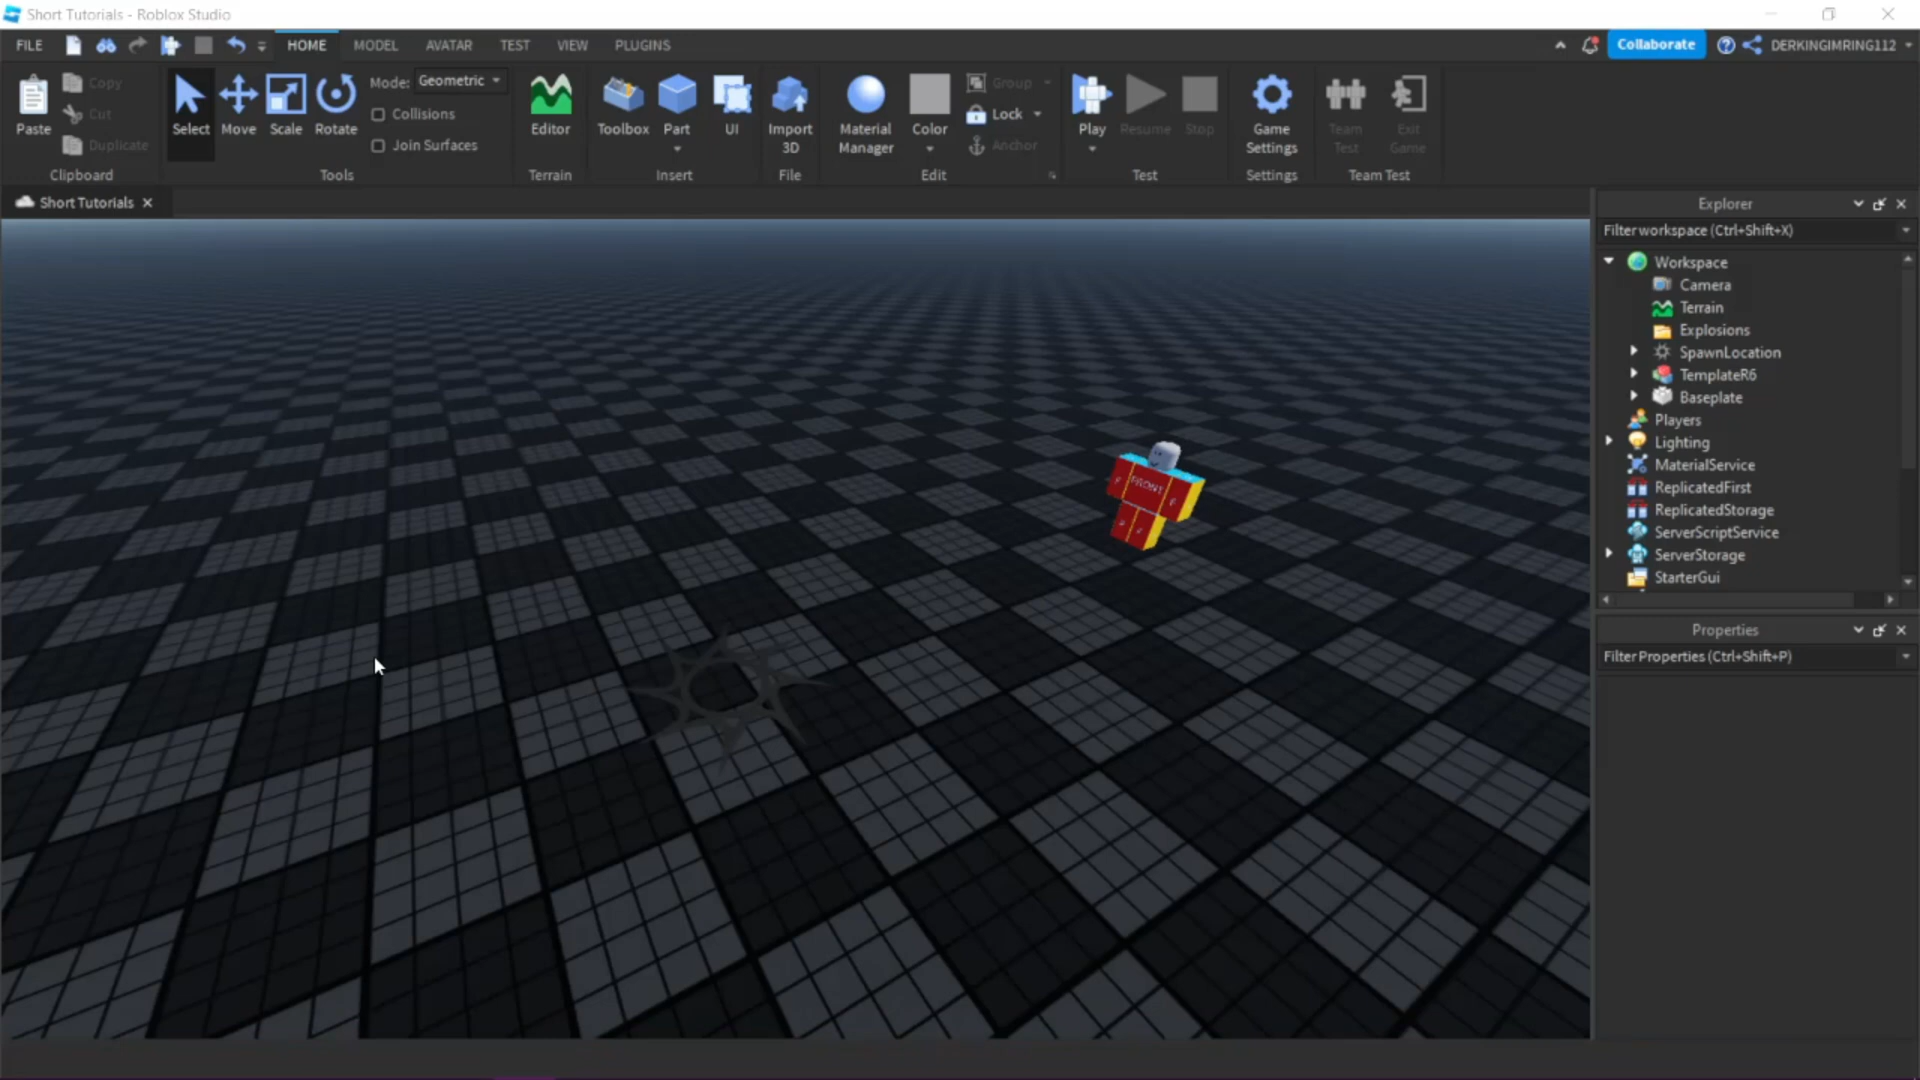 Short Tutorials - Roblox Studio
FILE HOME MODEL AVATAR TEST VIEW PLUGINS Collaborate DERKINGIMRING112
Paste
Copy
Cut
Duplicate
Clipboard
Select
Move
Scale
Rotate
Mode: Geometric
Collisions
Join Surfaces
Tools
Editor
Terrain
Toolbox
Part
UI
Insert
Import
3D
File
Material
Manager
Color
Group
Lock
Anchor
Edit
Play
Resume
Stop
Test
Game
Settings
Settings
Team
Test
Exit
Game
Team Test
Short Tutorials
Explorer
Filter workspace (Ctrl+Shift+X)
Workspace
Camera
Terrain
Explosions
SpawnLocation
TemplateR6
Baseplate
Players
Lighting
MaterialService
ReplicatedFirst
ReplicatedStorage
ServerScriptService
ServerStorage
StarterGui
Properties
Filter Properties (Ctrl+Shift+P)
FRONT